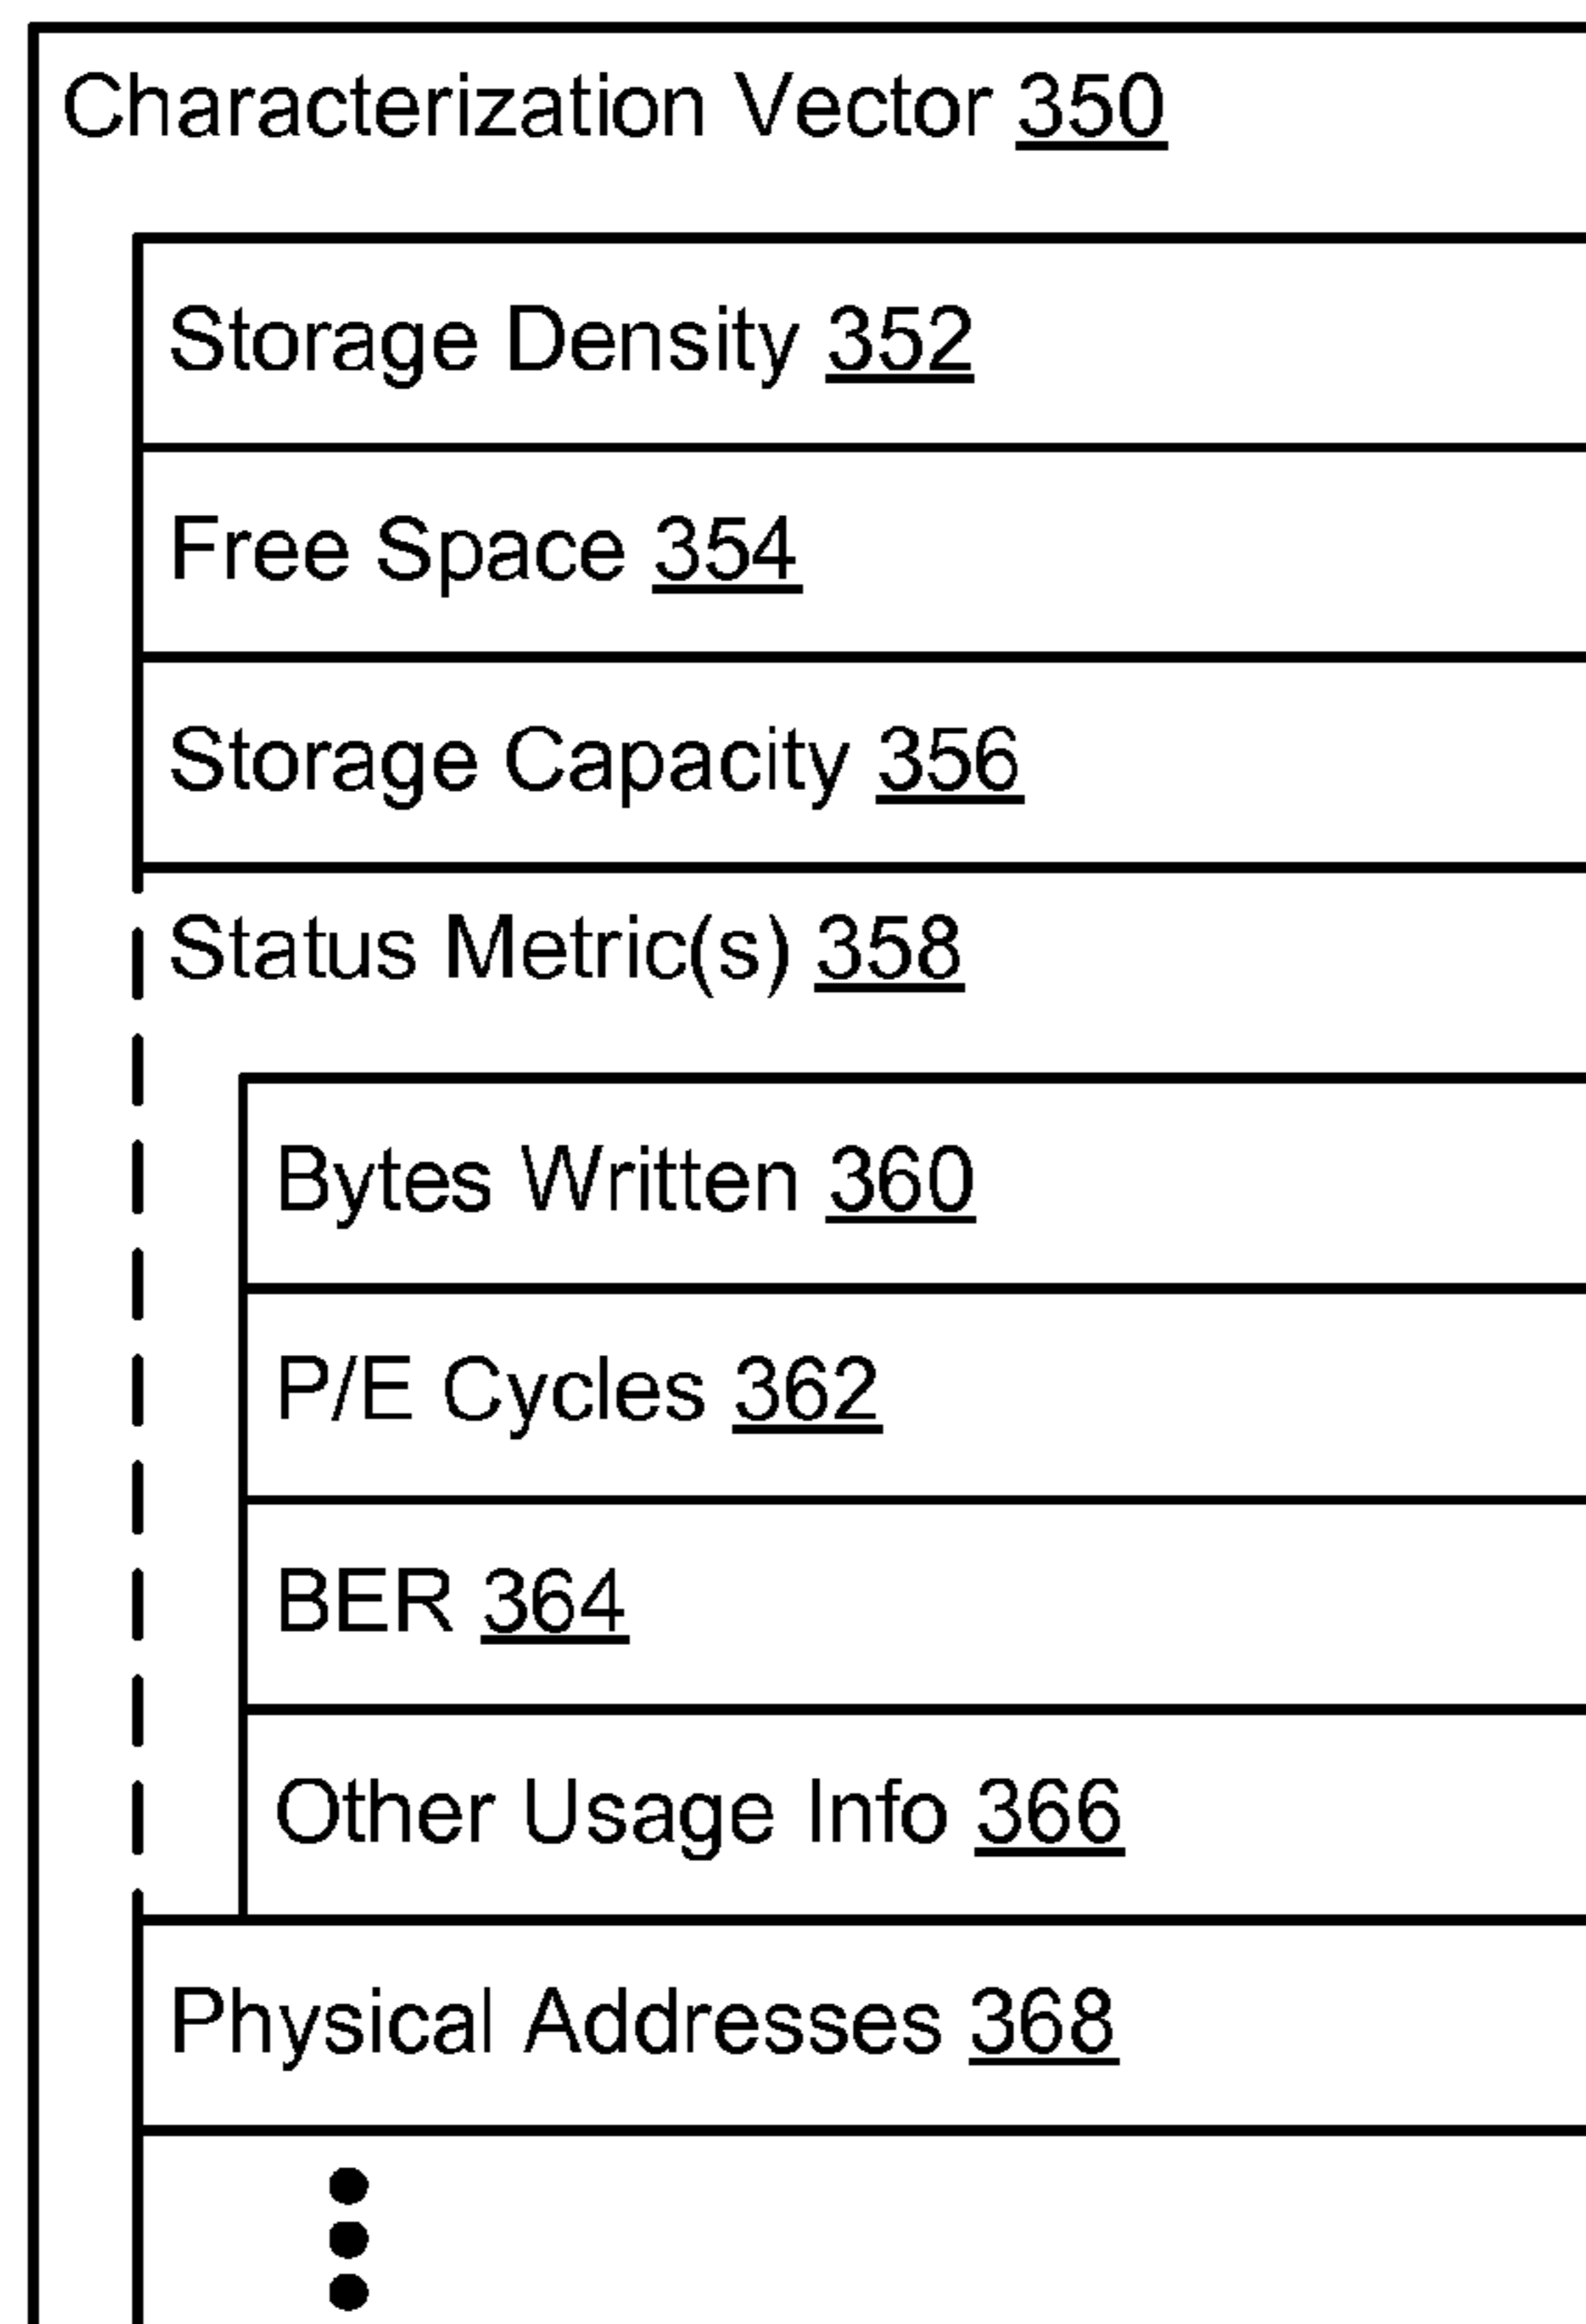 Characterization Vector 350
Storage Density 352
Free Space 354
Storage Capacity 356
Status Metric(s) 358
Bytes Written 360
P/E Cycles 362
BER 364
Other Usage Info 366
Physical Addresses 368